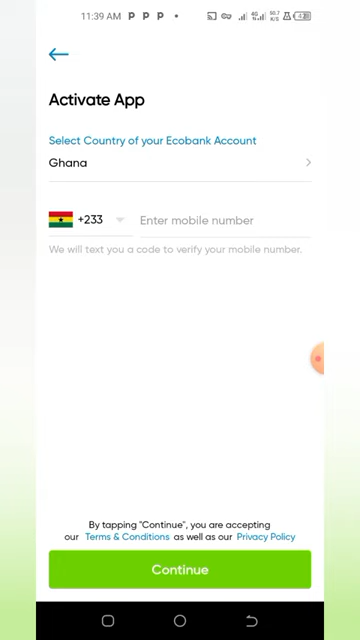 11:39 AM P P P
Activate App
Select Country of your Ecobank Account
Ghana
+233 Enter mobile number
We will text you a code to verify your mobile number.
By tapping "Continue", you are accepting
our Terms & Conditions as well as our Privacy Policy
Continue